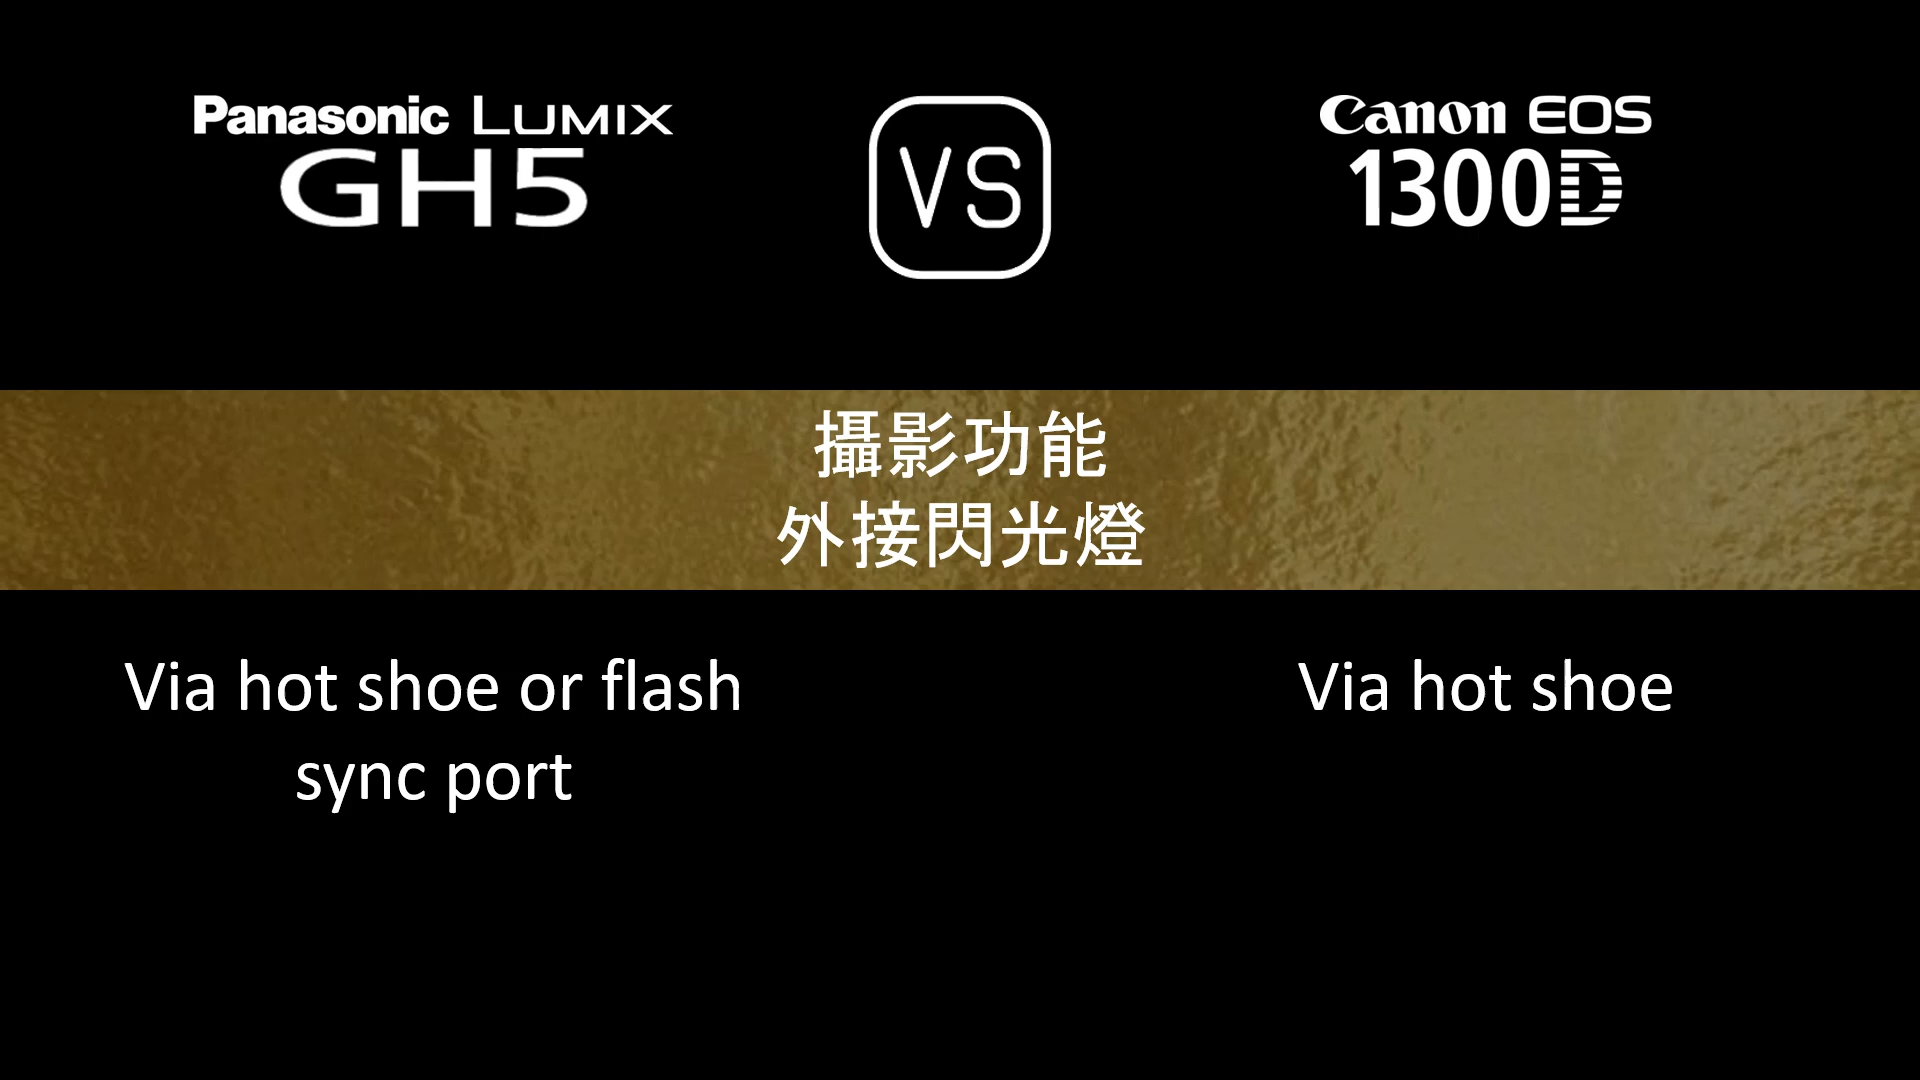 Panasonic LUMIX
GH5
VS
Canon EOS
1300D
攝影功能
外接閃光燈
Via hot shoe or flash
sync port
Via hot shoe